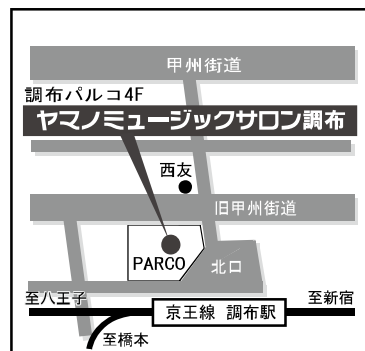 甲州街道
調布パルコ4F
ヤマノミュージックサロン調布
西友
旧甲州街道
PARCO
北口
至八王子
京王線 調布駅
至新宿
至橋本